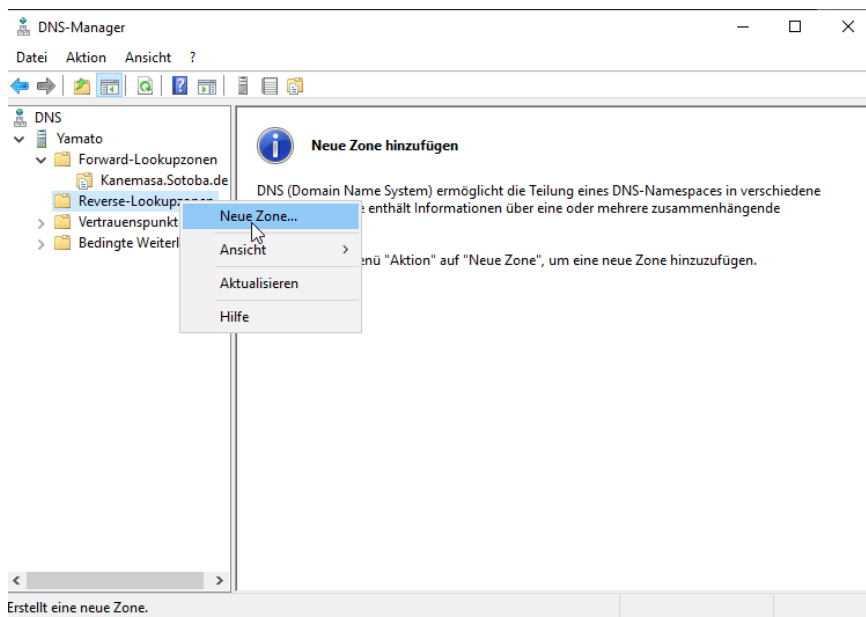 DNS-Manager
Datei Aktion Ansicht ?
DNS
Yamato
Forward-Lookupzonen
Kanemasa.Sotoba.de
Reverse-Lookupzonen
Vertrauenspunkt
Bedingte Weiterl
Neue Zone...
Ansicht
Aktualisieren
Hilfe
Neue Zone hinzufügen
DNS (Domain Name System) ermöglicht die Teilung eines DNS-Namespaces in verschiedene
enthält Informationen über eine oder mehrere zusammenhängende
"Aktion" auf "Neue Zone", um eine neue Zone hinzuzufügen.
Erstellt eine neue Zone.